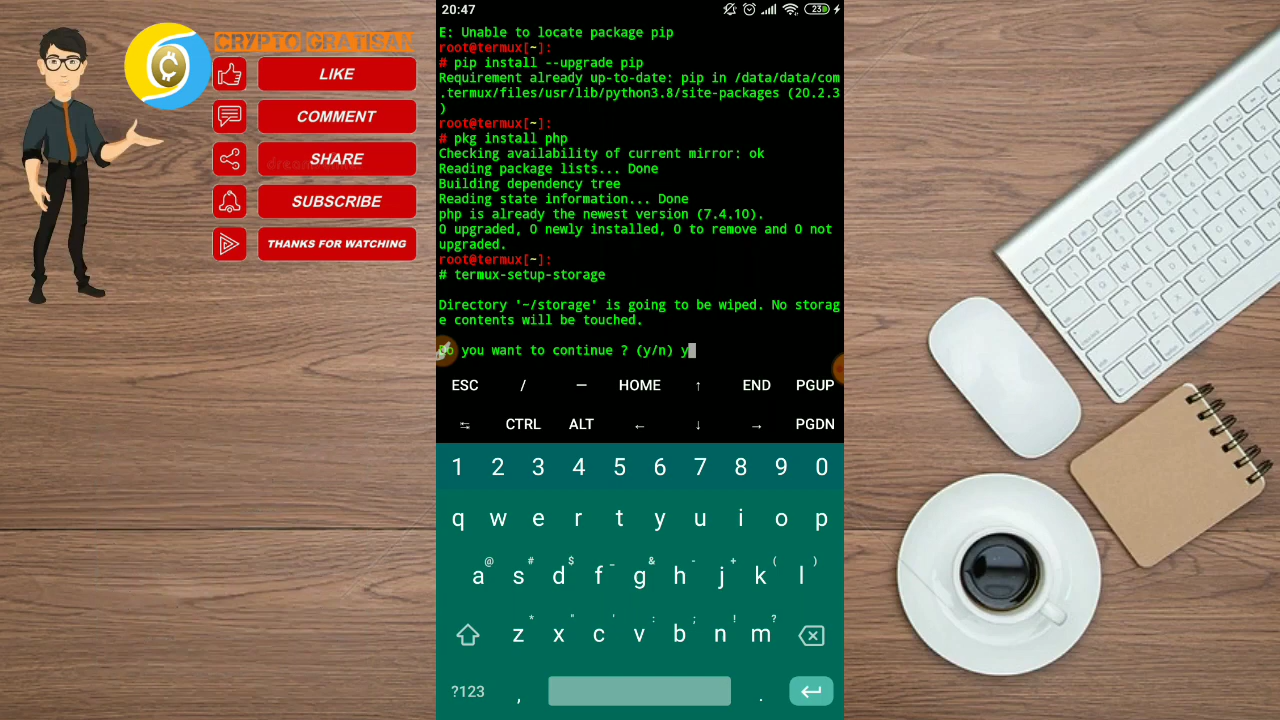 CRYPTO GRATISAN
LIKE
COMMENT
SHARE
SUBSCRIBE
THANKS FOR WATCHING
20:47
23
E: Unable to locate package pip
root@termux[~]:
# pip install --upgrade pip
Requirement already up-to-date: pip in /data/data/com
.termux/files/usr/lib/python3.8/site-packages (20.2.3
)
root@termux[~]:
# pkg install php
Checking availability of current mirror: ok
Reading package lists... Done
Building dependency tree
Reading state information... Done
php is already the newest version (7.4.10).
0 upgraded, 0 newly installed, 0 to remove and 0 not
upgraded.
root@termux[~]:
# termux-setup-storage
Directory '~/storage' is going to be wiped. No storag
e contents will be touched.
Do you want to continue ? (y/n) y
ESC / — HOME ↑ END PGUP
⇆ CTRL ALT ← ↓ → PGDN
1 2 3 4 5 6 7 8 9 0
q w e r t y u i o p
@ # $ _ & - + ( )
a s d f g h j k l
* " ' : ; ! ?
z x c v b n m
?123 , .